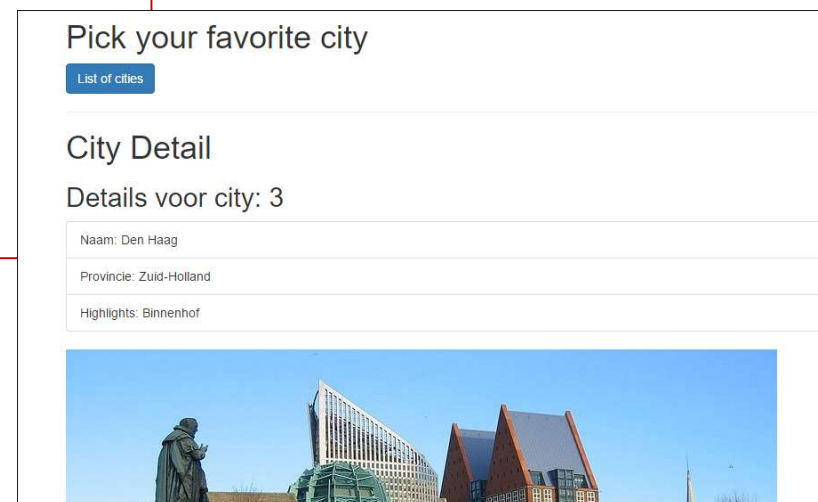 Pick your favorite city
List of cities
City Detail
Details voor city: 3
Naam: Den Haag
Provincie: Zuid-Holland
Highlights: Binnenhof